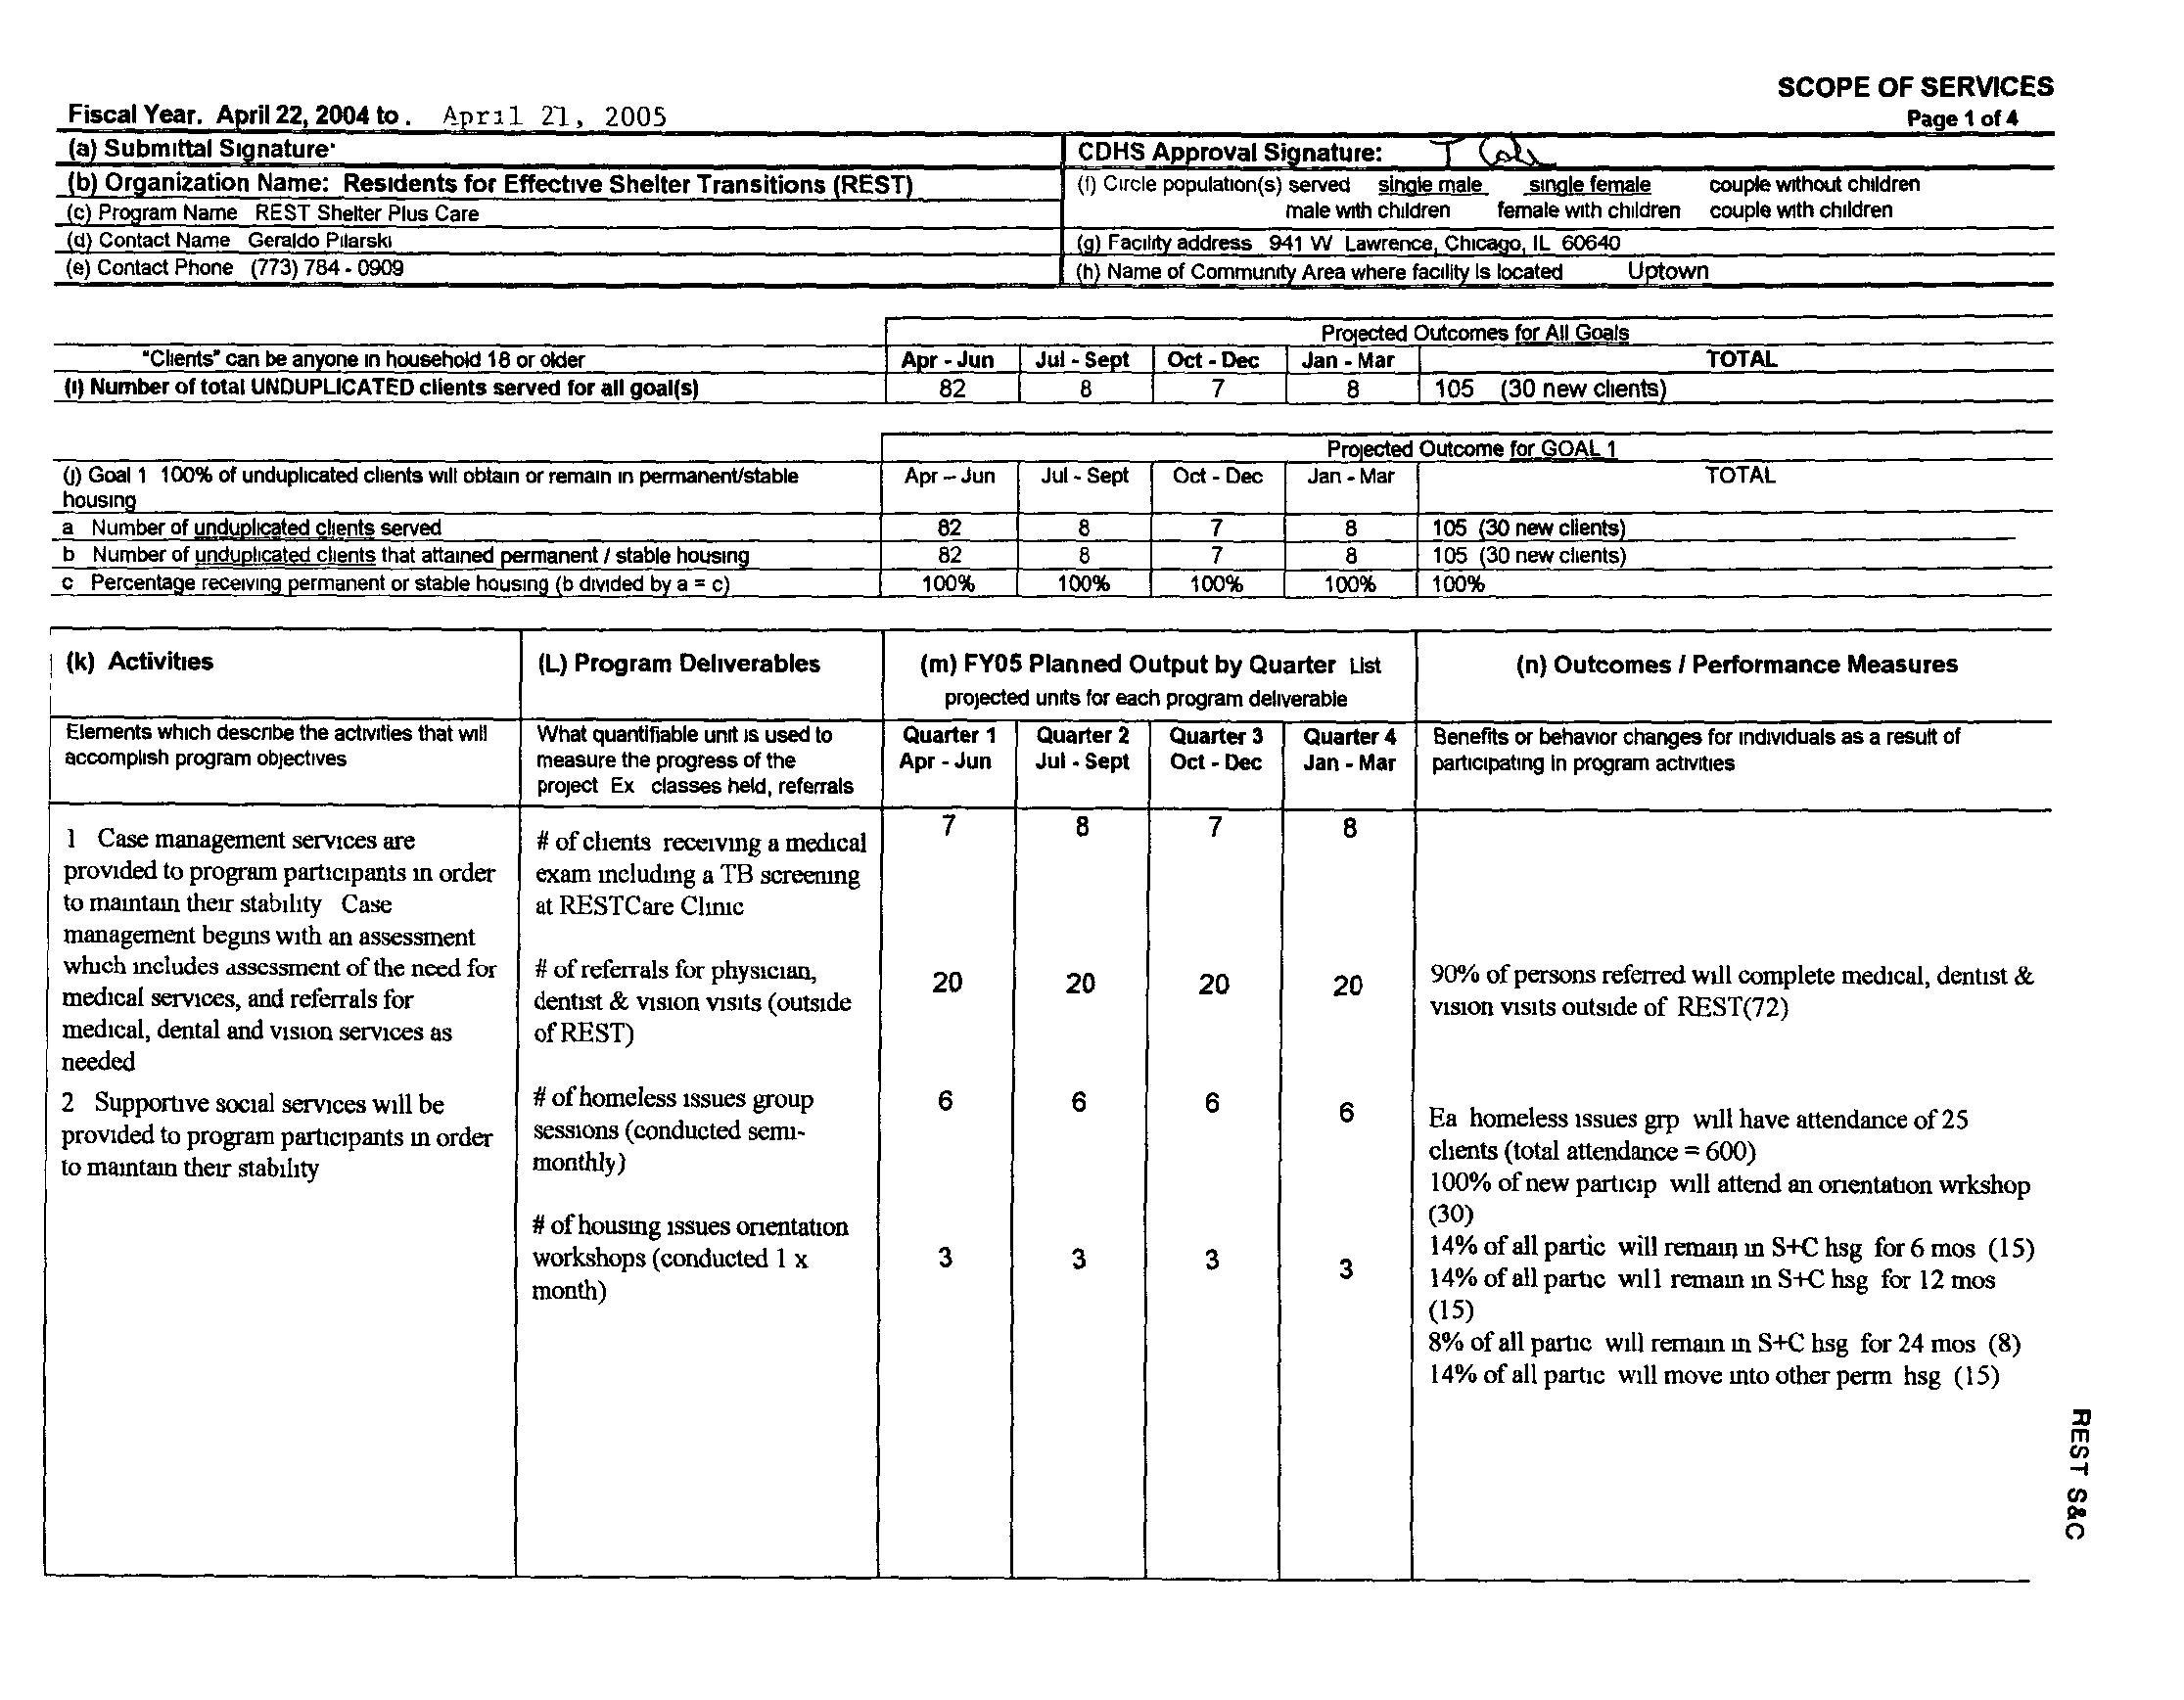 SCOPE OF SERVICES
Fiscal Year. April 22, 2004 to. April 21, 2005
Page 1 of 4
(a) Submittal Signature
CDHS Approval Signature:
(b) Organization Name: Residents for Effective Shelter Transitions (REST)
(f) Circle population(s) served single male single female couple without children
(c) Program Name REST Shelter Plus Care
male with children female with children couple with children
(d) Contact Name Geraldo Pilarski
(g) Facility address 941 W Lawrence, Chicago, IL 60640
(e) Contact Phone (773) 784 - 0909
(h) Name of Community Area where facility is located Uptown
Projected Outcomes for All Goals
"Clients" can be anyone in household 18 or older Apr - Jun Jul - Sept Oct - Dec Jan - Mar TOTAL
(i) Number of total UNDUPLICATED clients served for all goal(s) 82 8 7 8 105 (30 new clients)
Projected Outcome for GOAL 1
(j) Goal 1 100% of unduplicated clients will obtain or remain in permanent/stable Apr – Jun Jul - Sept Oct - Dec Jan - Mar TOTAL
housing
a Number of unduplicated clients served 82 8 7 8 105 (30 new clients)
b Number of unduplicated clients that attained permanent / stable housing 82 8 7 8 105 (30 new clients)
c Percentage receiving permanent or stable housing (b divided by a = c) 100% 100% 100% 100% 100%
(k) Activities
(L) Program Deliverables
(m) FY05 Planned Output by Quarter List
projected units for each program deliverable
(n) Outcomes / Performance Measures
Elements which describe the activities that will
accomplish program objectives
What quantifiable unit is used to
measure the progress of the
project Ex classes held, referrals
Quarter 1 Quarter 2 Quarter 3 Quarter 4
Apr - Jun Jul - Sept Oct - Dec Jan - Mar
Benefits or behavior changes for individuals as a result of
participating in program activities
1 Case management services are
provided to program participants in order
to maintain their stability Case
management begins with an assessment
which includes assessment of the need for
medical services, and referrals for
medical, dental and vision services as
needed
# of clients receiving a medical
exam including a TB screening
at RESTCare Clinic
7 8 7 8
# of referrals for physician,
dentist & vision visits (outside
of REST)
20 20 20 20
90% of persons referred will complete medical, dentist &
vision visits outside of REST(72)
2 Supportive social services will be
provided to program participants in order
to maintain their stability
# of homeless issues group
sessions (conducted semi-
monthly)
6 6 6 6
Ea homeless issues grp will have attendance of 25
clients (total attendance = 600)
100% of new particip will attend an orientation wrkshop
(30)
# of housing issues orientation
workshops (conducted 1 x
month)
3 3 3 3
14% of all partic will remain in S+C hsg for 6 mos (15)
14% of all partic will remain in S+C hsg for 12 mos
(15)
8% of all partic will remain in S+C hsg for 24 mos (8)
14% of all partic will move into other perm hsg (15)
REST S&C